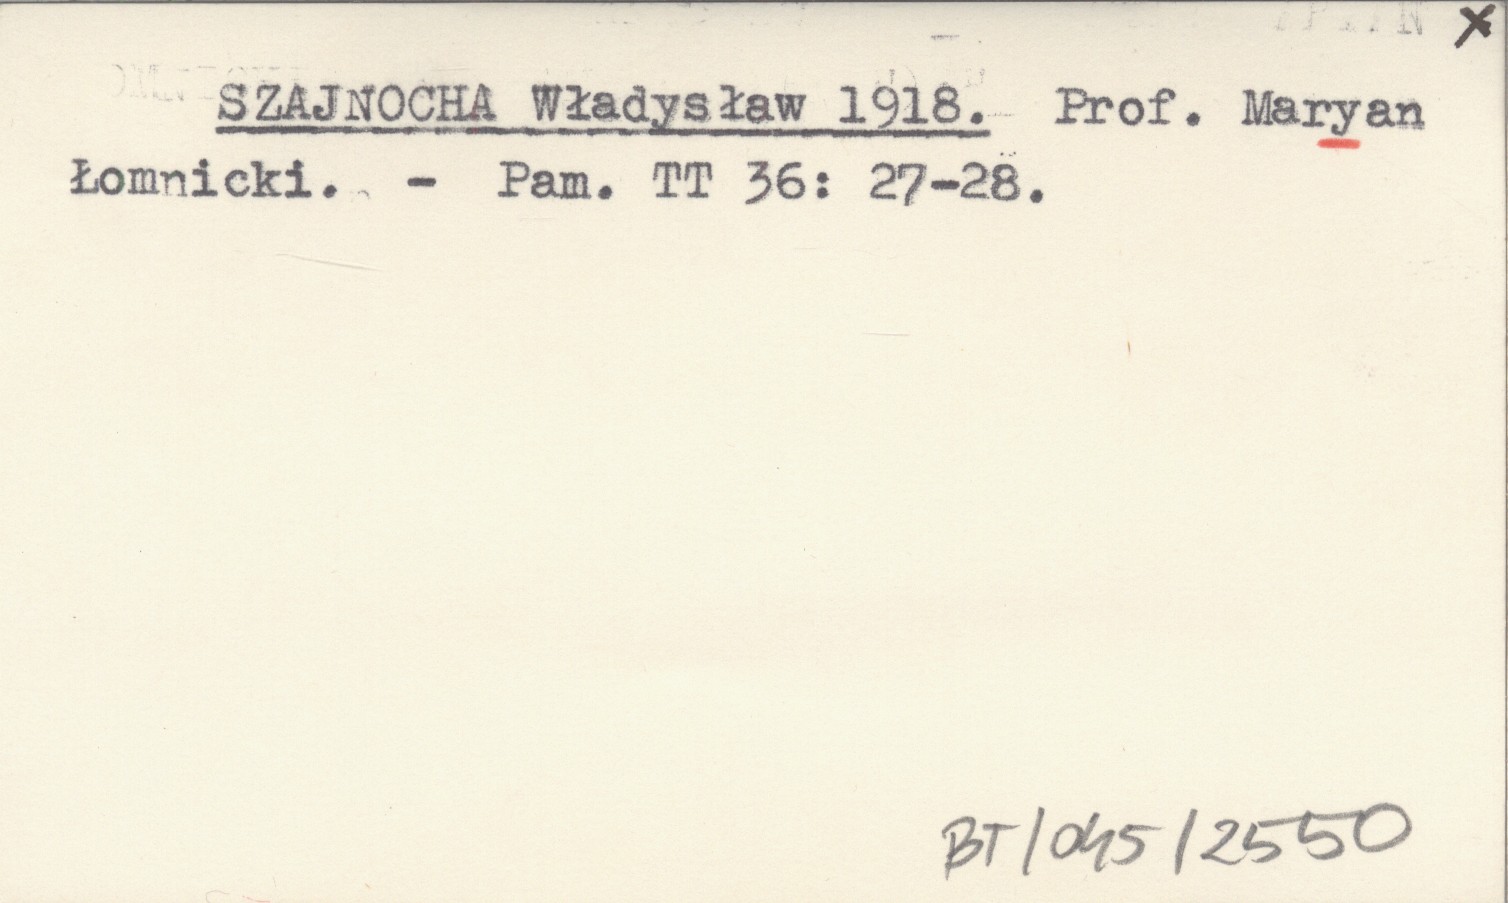 SZAJNOCHA Władysław 1918. Prof. Maryan
Łomnicki. - Pam. TT 36: 27-28.
BT/045/2550